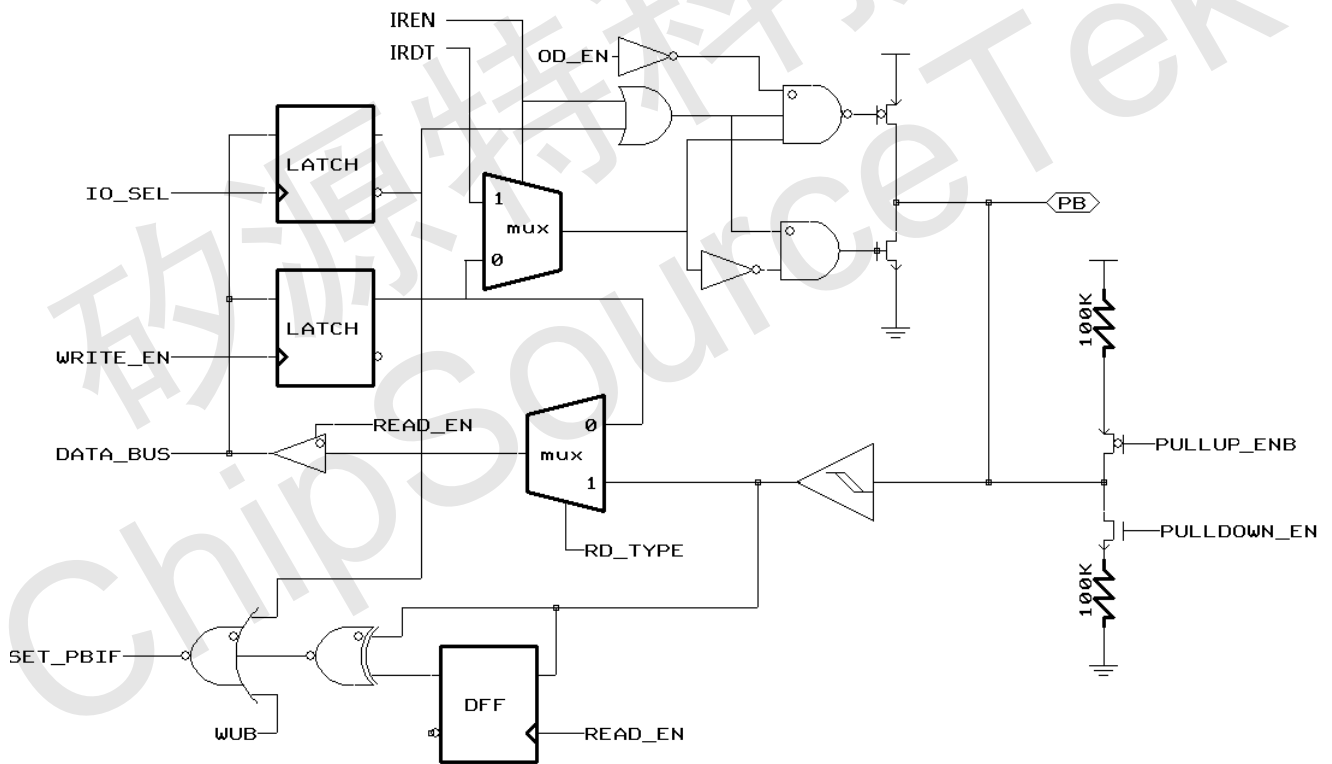 IREN
IRDT
OD_EN
LATCH
IO_SEL
1
mux
0
PB
LATCH
WRITE_EN
100K
READ_EN
0
DATA_BUS
mux
1
PULLUP_ENB
RD_TYPE
PULLDOWN_EN
100K
SET_PBIF
DFF
WUB
READ_EN
矽源特科
ChipSourceTek